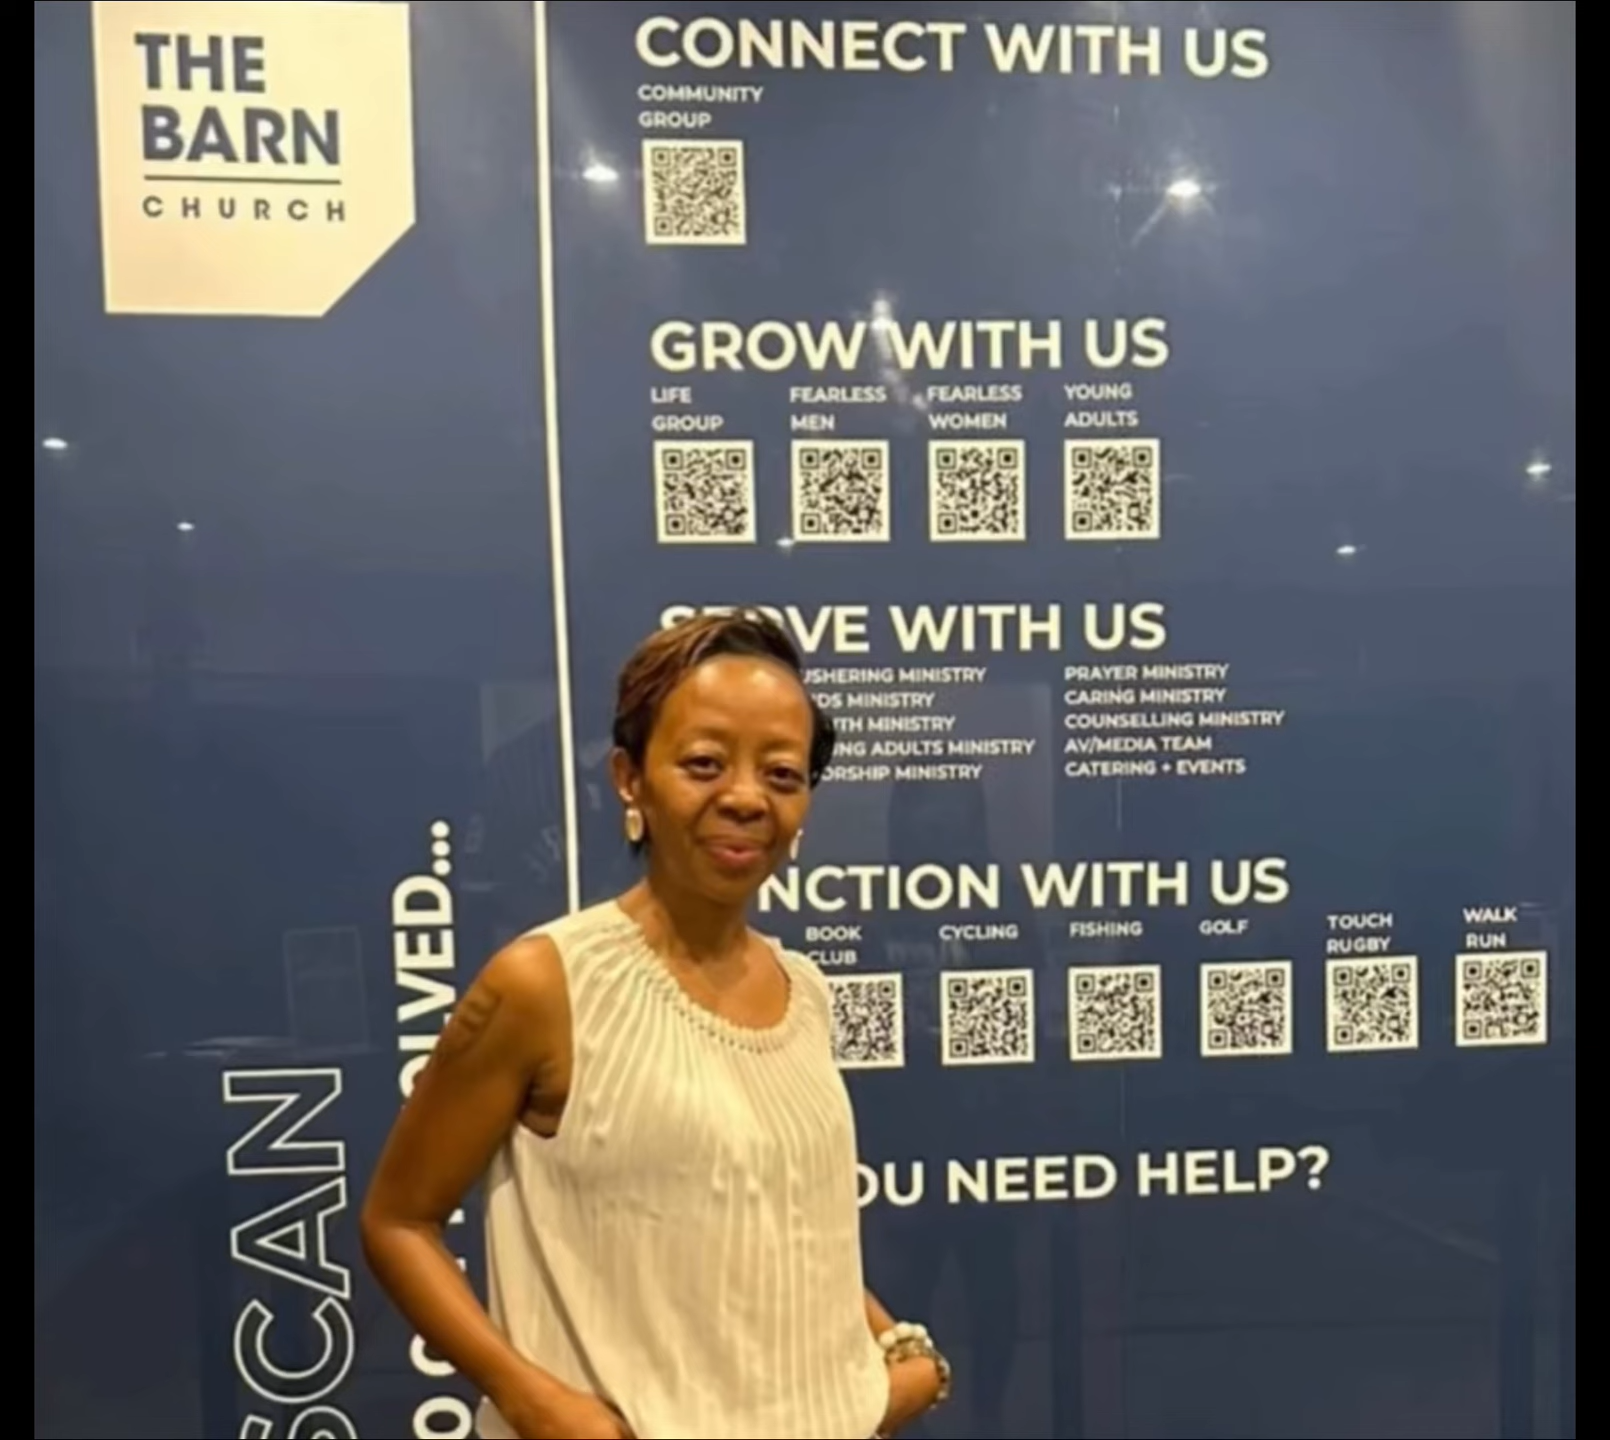 THE
BARN
CHURCH
SCAN
CONNECT WITH US
COMMUNITY
GROUP
GROW WITH US
LIFE
GROUP
FEARLESS
MEN
FEARLESS
WOMEN
YOUNG
ADULTS
SERVE WITH US
USHERING MINISTRY
DS MINISTRY
TH MINISTRY
NG ADULTS MINISTRY
ORSHIP MINISTRY
PRAYER MINISTRY
CARING MINISTRY
COUNSELLING MINISTRY
AV/MEDIA TEAM
CATERING + EVENTS
NCTION WITH US
BOOK
CLUB
CYCLING
FISHING
GOLF
TOUCH
RUGBY
WALK
RUN
OU NEED HELP?